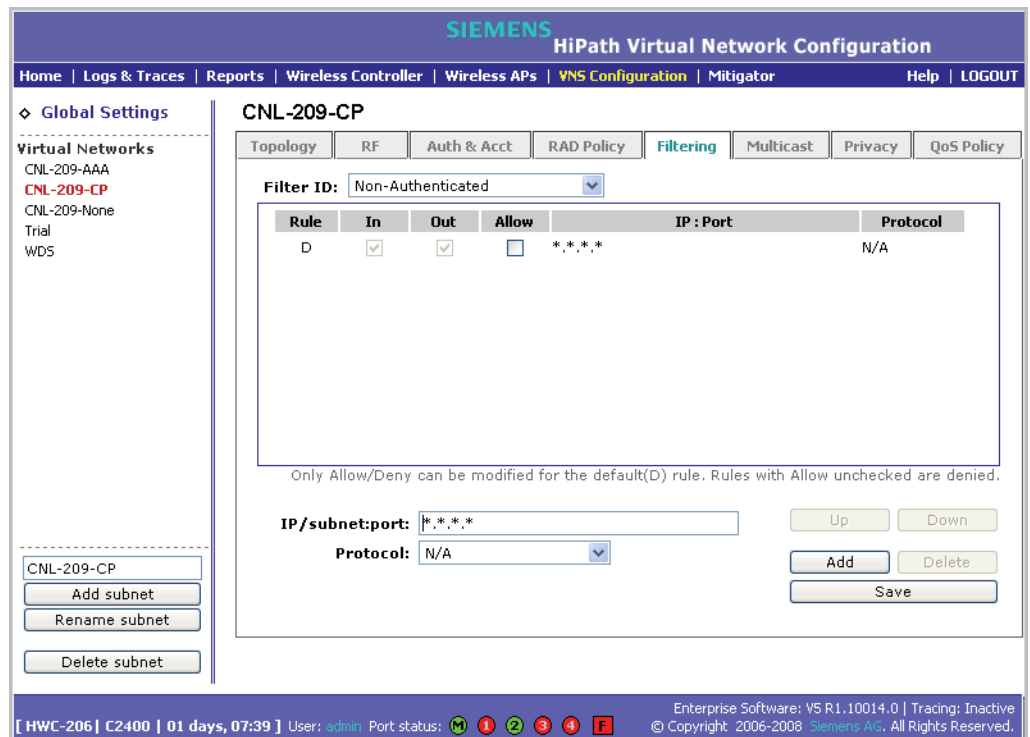 SIEMENS
HiPath Virtual Network Configuration
Home | Logs & Traces | Reports | Wireless Controller | Wireless APs | VNS Configuration | Mitigator Help | LOGOUT
Global Settings
Virtual Networks
CNL-209-AAA
CNL-209-CP
CNL-209-None
Trial
WDS
CNL-209-CP
Add subnet
Rename subnet
Delete subnet
CNL-209-CP
Topology RF Auth & Acct RAD Policy Filtering Multicast Privacy QoS Policy
Filter ID: Non-Authenticated
Rule In Out Allow IP : Port Protocol
D *.*.*.* N/A
Only Allow/Deny can be modified for the default(D) rule. Rules with Allow unchecked are denied.
IP/subnet:port: *.*.*.*
Protocol: N/A
Up Down
Add Delete
Save
[ HWC-206| C2400 | 01 days, 07:39 ] User: admin Port status: M 1 2 3 4 F
Enterprise Software: V5 R1.10014.0 | Tracing: Inactive
© Copyright 2006-2008 Siemens AG. All Rights Reserved.